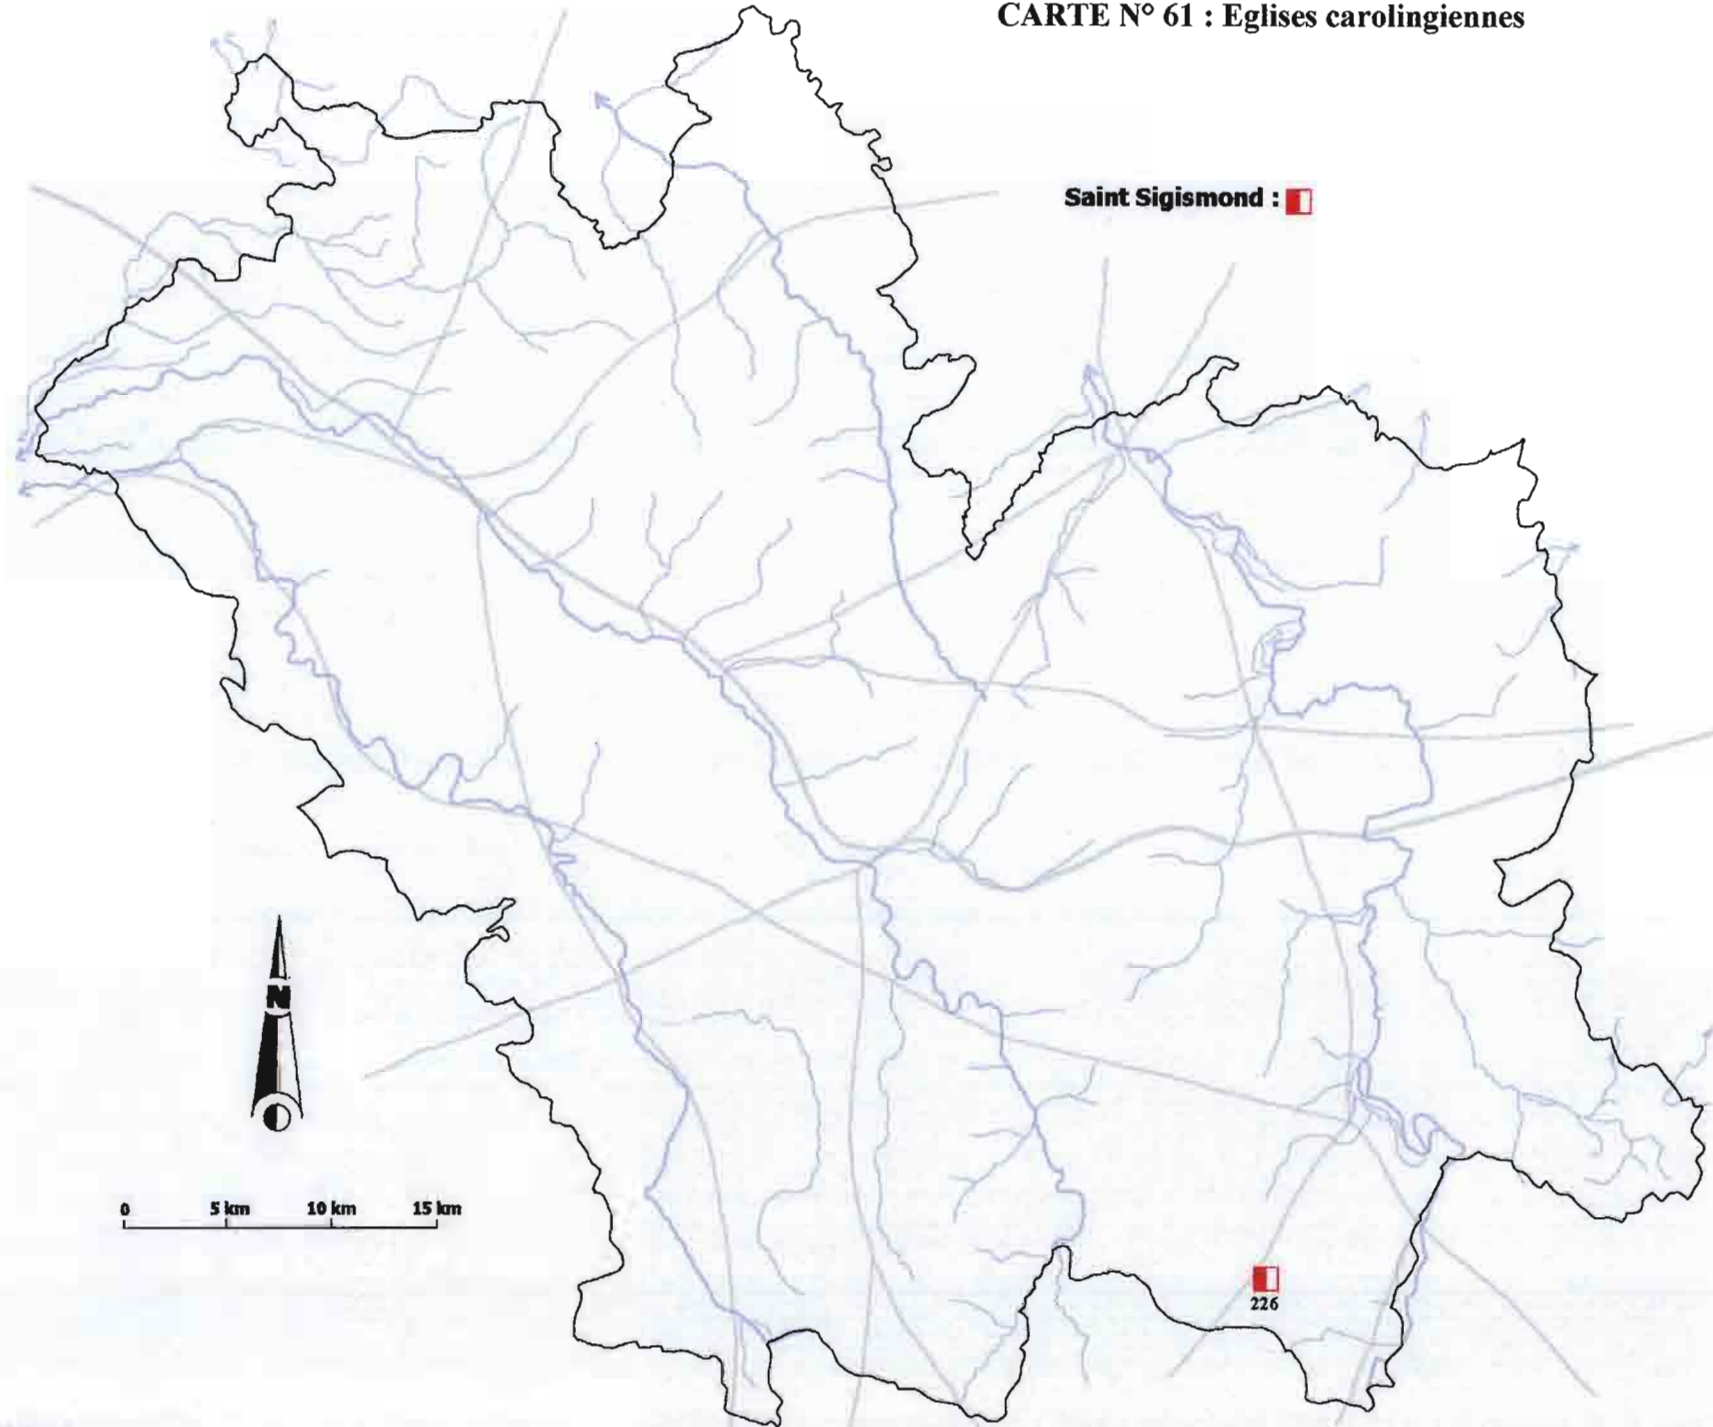 CARTE N° 61 : Eglises carolingiennes
Saint Sigismond :
N
0 5 km 10 km 15 km
226